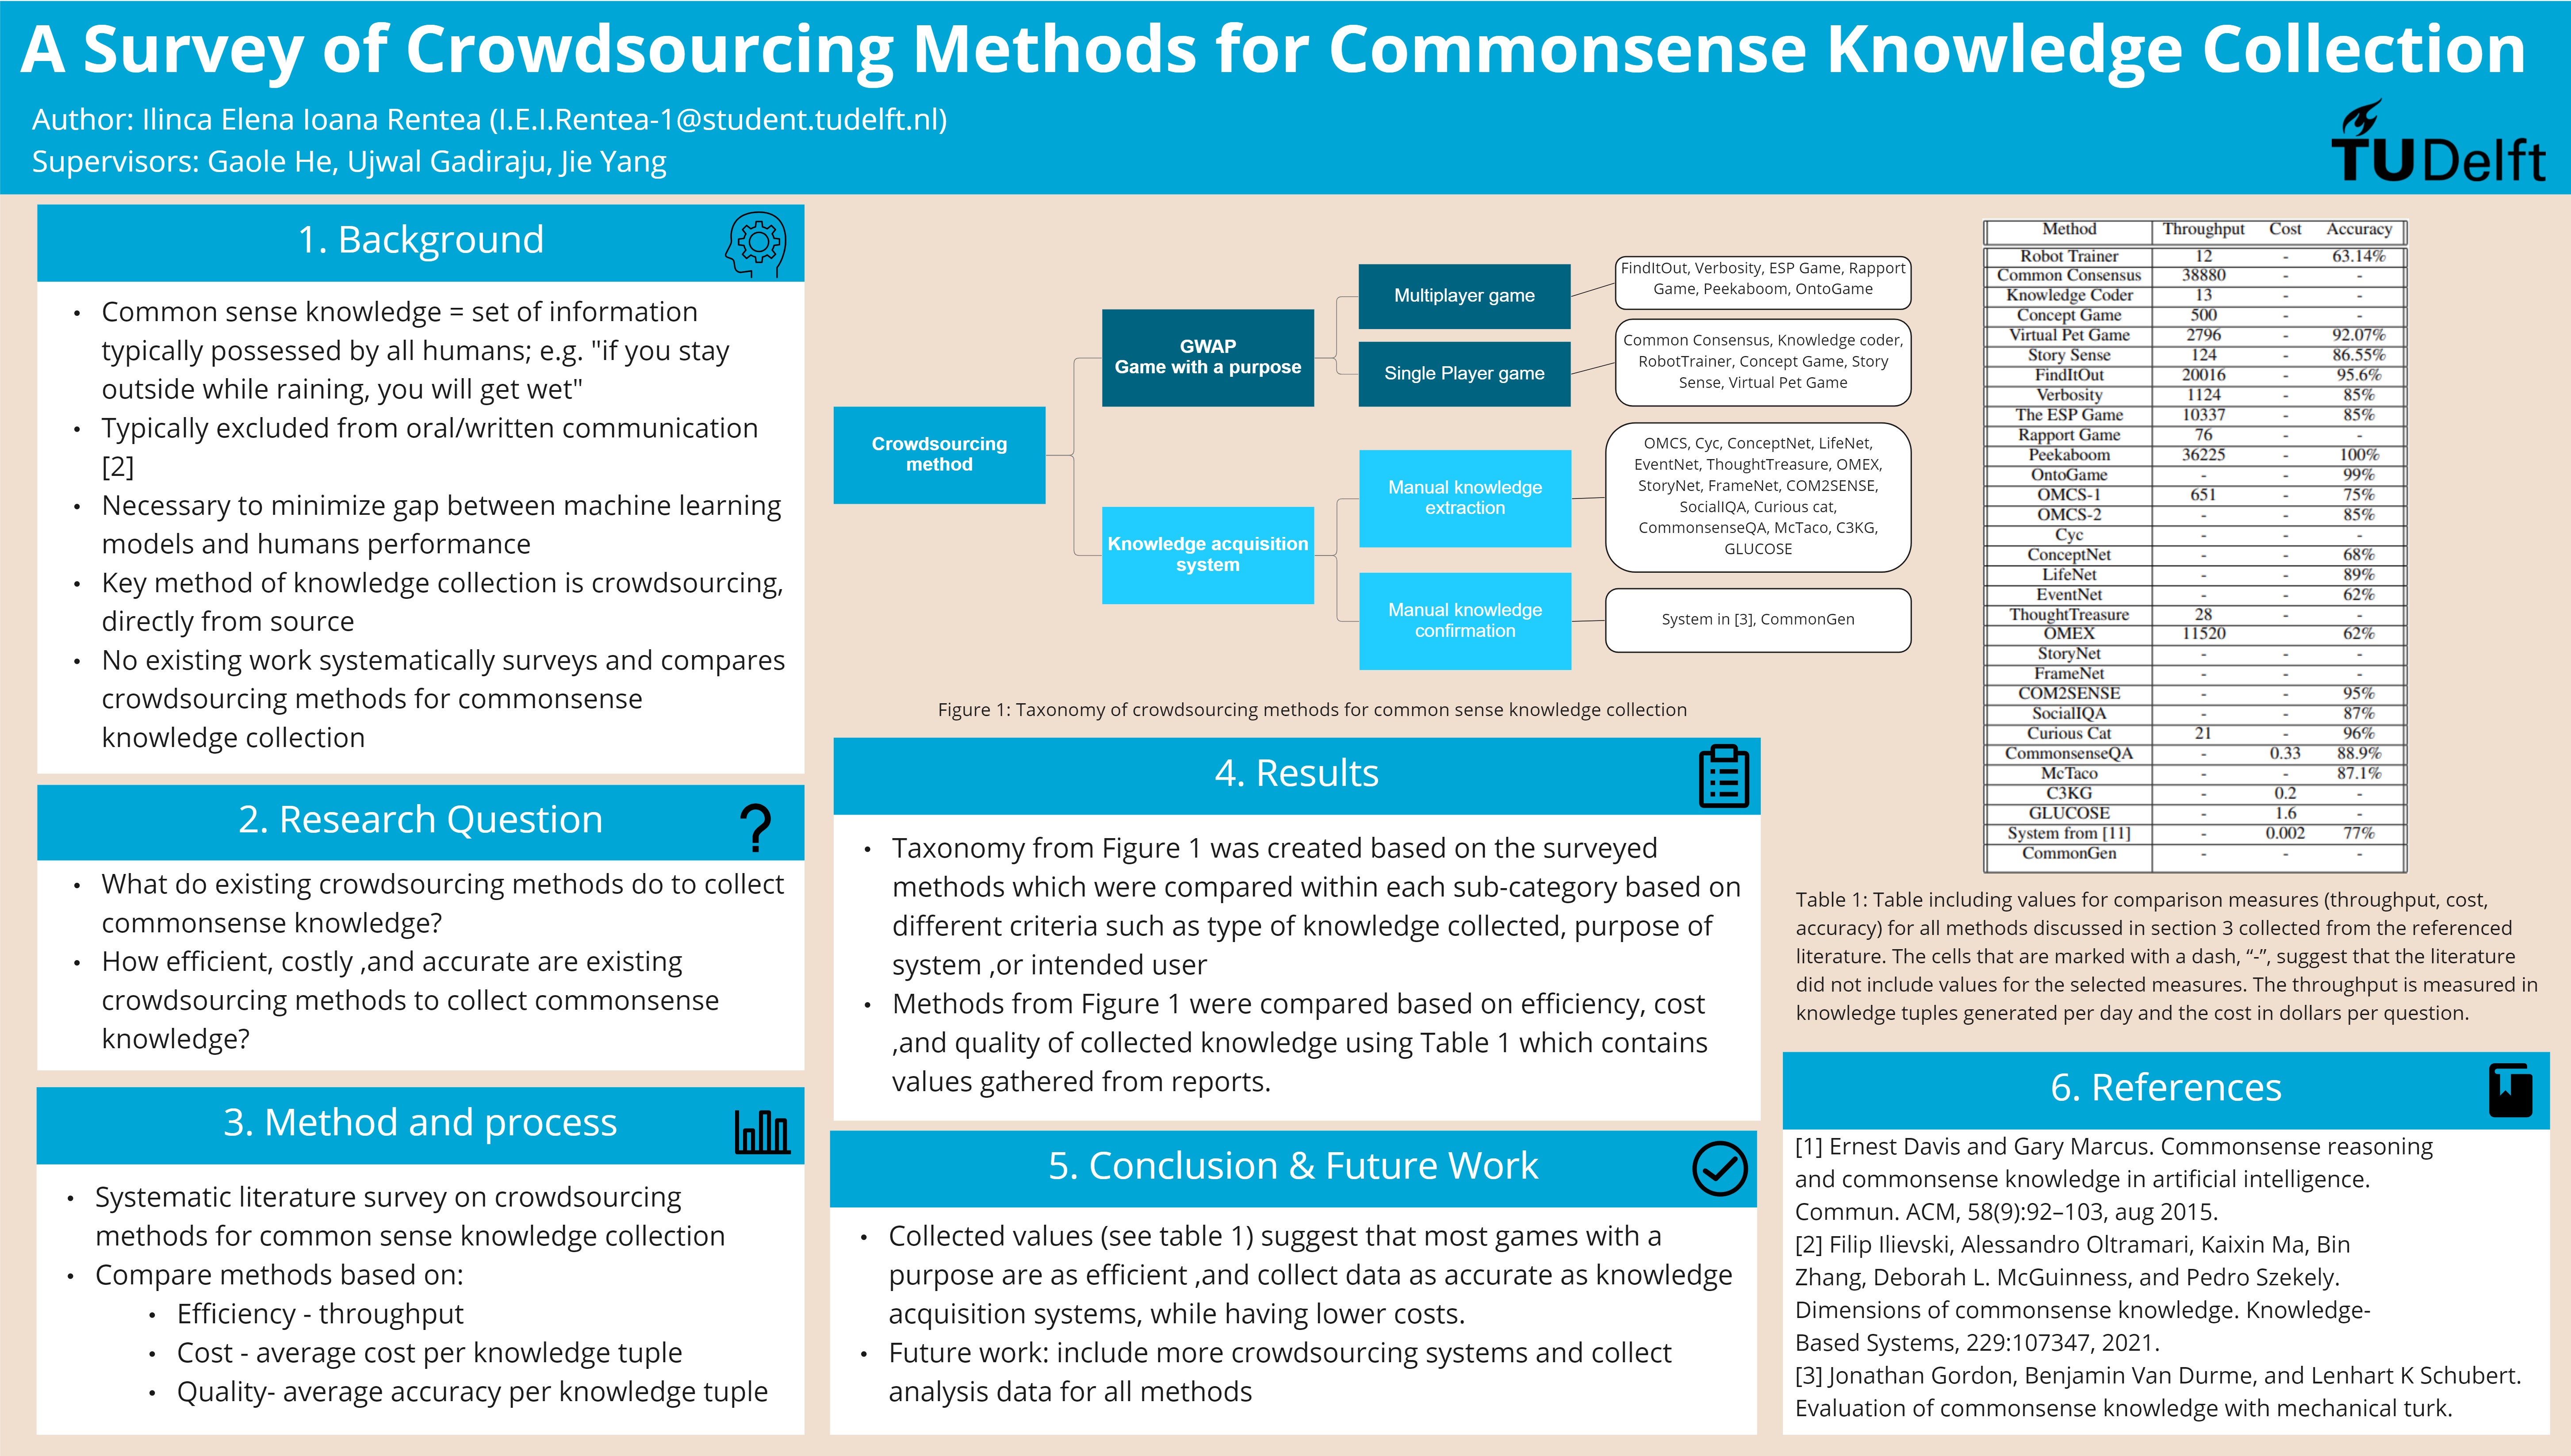 A Survey of Crowdsourcing Methods for Commonsense Knowledge Collection
Author: Ilinca Elena Ioana Rentea (I.E.I.Rentea-1@student.tudelft.nl)
Supervisors: Gaole He, Ujwal Gadiraju, Jie Yang
TUDelft
1. Background
• Common sense knowledge = set of information
typically possessed by all humans; e.g. "if you stay
outside while raining, you will get wet"
• Typically excluded from oral/written communication
[2]
• Necessary to minimize gap between machine learning
models and humans performance
• Key method of knowledge collection is crowdsourcing,
directly from source
• No existing work systematically surveys and compares
crowdsourcing methods for commonsense
knowledge collection
2. Research Question
?
• What do existing crowdsourcing methods do to collect
commonsense knowledge?
• How efficient, costly ,and accurate are existing
crowdsourcing methods to collect commonsense
knowledge?
3. Method and process
• Systematic literature survey on crowdsourcing
methods for common sense knowledge collection
• Compare methods based on:
• Efficiency - throughput
• Cost - average cost per knowledge tuple
• Quality- average accuracy per knowledge tuple
Crowdsourcing
method
GWAP
Game with a purpose
Multiplayer game
FindItOut, Verbosity, ESP Game, Rapport
Game, Peekaboom, OntoGame
Single Player game
Common Consensus, Knowledge coder,
RobotTrainer, Concept Game, Story
Sense, Virtual Pet Game
Knowledge acquisition
system
Manual knowledge
extraction
OMCS, Cyc, ConceptNet, LifeNet,
EventNet, ThoughtTreasure, OMEX,
StoryNet, FrameNet, COM2SENSE,
SocialIQA, Curious cat,
CommonsenseQA, McTaco, C3KG,
GLUCOSE
Manual knowledge
confirmation
System in [3], CommonGen
Figure 1: Taxonomy of crowdsourcing methods for common sense knowledge collection
4. Results
• Taxonomy from Figure 1 was created based on the surveyed
methods which were compared within each sub-category based on
different criteria such as type of knowledge collected, purpose of
system ,or intended user
• Methods from Figure 1 were compared based on efficiency, cost
,and quality of collected knowledge using Table 1 which contains
values gathered from reports.
5. Conclusion & Future Work
• Collected values (see table 1) suggest that most games with a
purpose are as efficient ,and collect data as accurate as knowledge
acquisition systems, while having lower costs.
• Future work: include more crowdsourcing systems and collect
analysis data for all methods
Method Throughput Cost Accuracy
Robot Trainer 12 - 63.14%
Common Consensus 38880 - -
Knowledge Coder 13 - -
Concept Game 500 - -
Virtual Pet Game 2796 - 92.07%
Story Sense 124 - 86.55%
FindItOut 20016 - 95.6%
Verbosity 1124 - 85%
The ESP Game 10337 - 85%
Rapport Game 76 - -
Peekaboom 36225 - 100%
OntoGame - - 99%
OMCS-1 651 - 75%
OMCS-2 - - 85%
Cyc - - -
ConceptNet - - 68%
LifeNet - - 89%
EventNet - - 62%
ThoughtTreasure 28 - -
OMEX 11520 - 62%
StoryNet - - -
FrameNet - - -
COM2SENSE - - 95%
SocialIQA - - 87%
Curious Cat 21 - 96%
CommonsenseQA - 0.33 88.9%
McTaco - - 87.1%
C3KG - 0.2 -
GLUCOSE - 1.6 -
System from [11] - 0.002 77%
CommonGen - - -
Table 1: Table including values for comparison measures (throughput, cost,
accuracy) for all methods discussed in section 3 collected from the referenced
literature. The cells that are marked with a dash, “-”, suggest that the literature
did not include values for the selected measures. The throughput is measured in
knowledge tuples generated per day and the cost in dollars per question.
6. References
[1] Ernest Davis and Gary Marcus. Commonsense reasoning
and commonsense knowledge in artificial intelligence.
Commun. ACM, 58(9):92–103, aug 2015.
[2] Filip Ilievski, Alessandro Oltramari, Kaixin Ma, Bin
Zhang, Deborah L. McGuinness, and Pedro Szekely.
Dimensions of commonsense knowledge. Knowledge-
Based Systems, 229:107347, 2021.
[3] Jonathan Gordon, Benjamin Van Durme, and Lenhart K Schubert.
Evaluation of commonsense knowledge with mechanical turk.